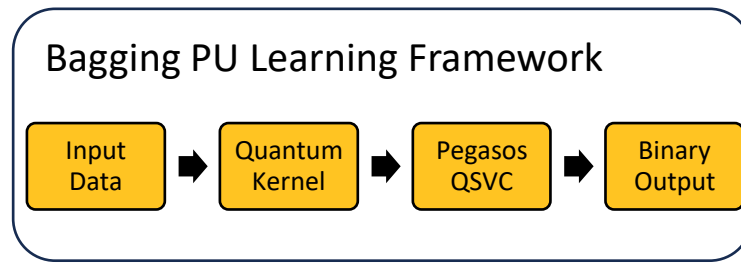 Bagging PU Learning Framework
Input
Data
Quantum
Kernel
Pegasos
QSVC
Binary
Output